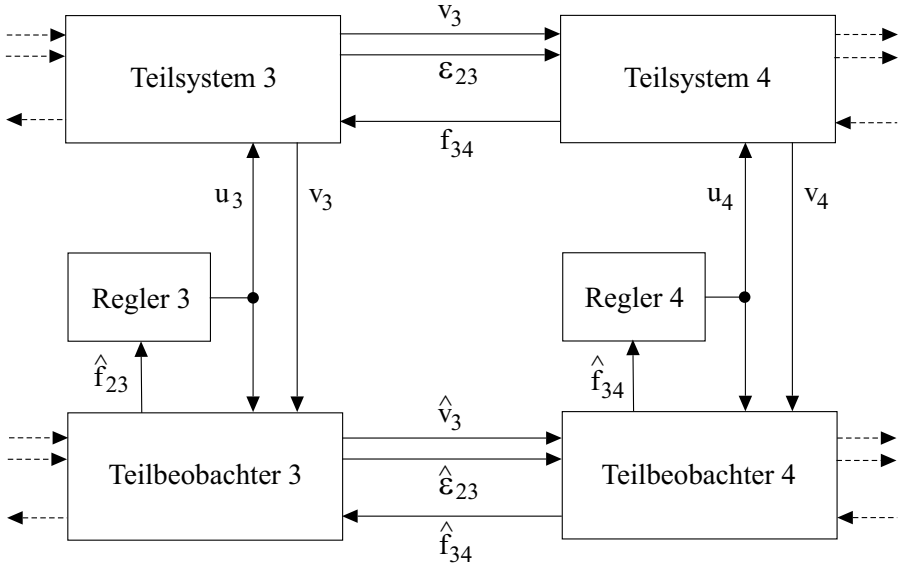 v₃
Teilsystem 3
Teilsystem 4
ε₂₃
f₃₄
u₃
v₃
u₄
v₄
Regler 3
Regler 4
f̂₂₃
f̂₃₄
v̂₃
Teilbeobachter 3
Teilbeobachter 4
ε̂₂₃
f̂₃₄